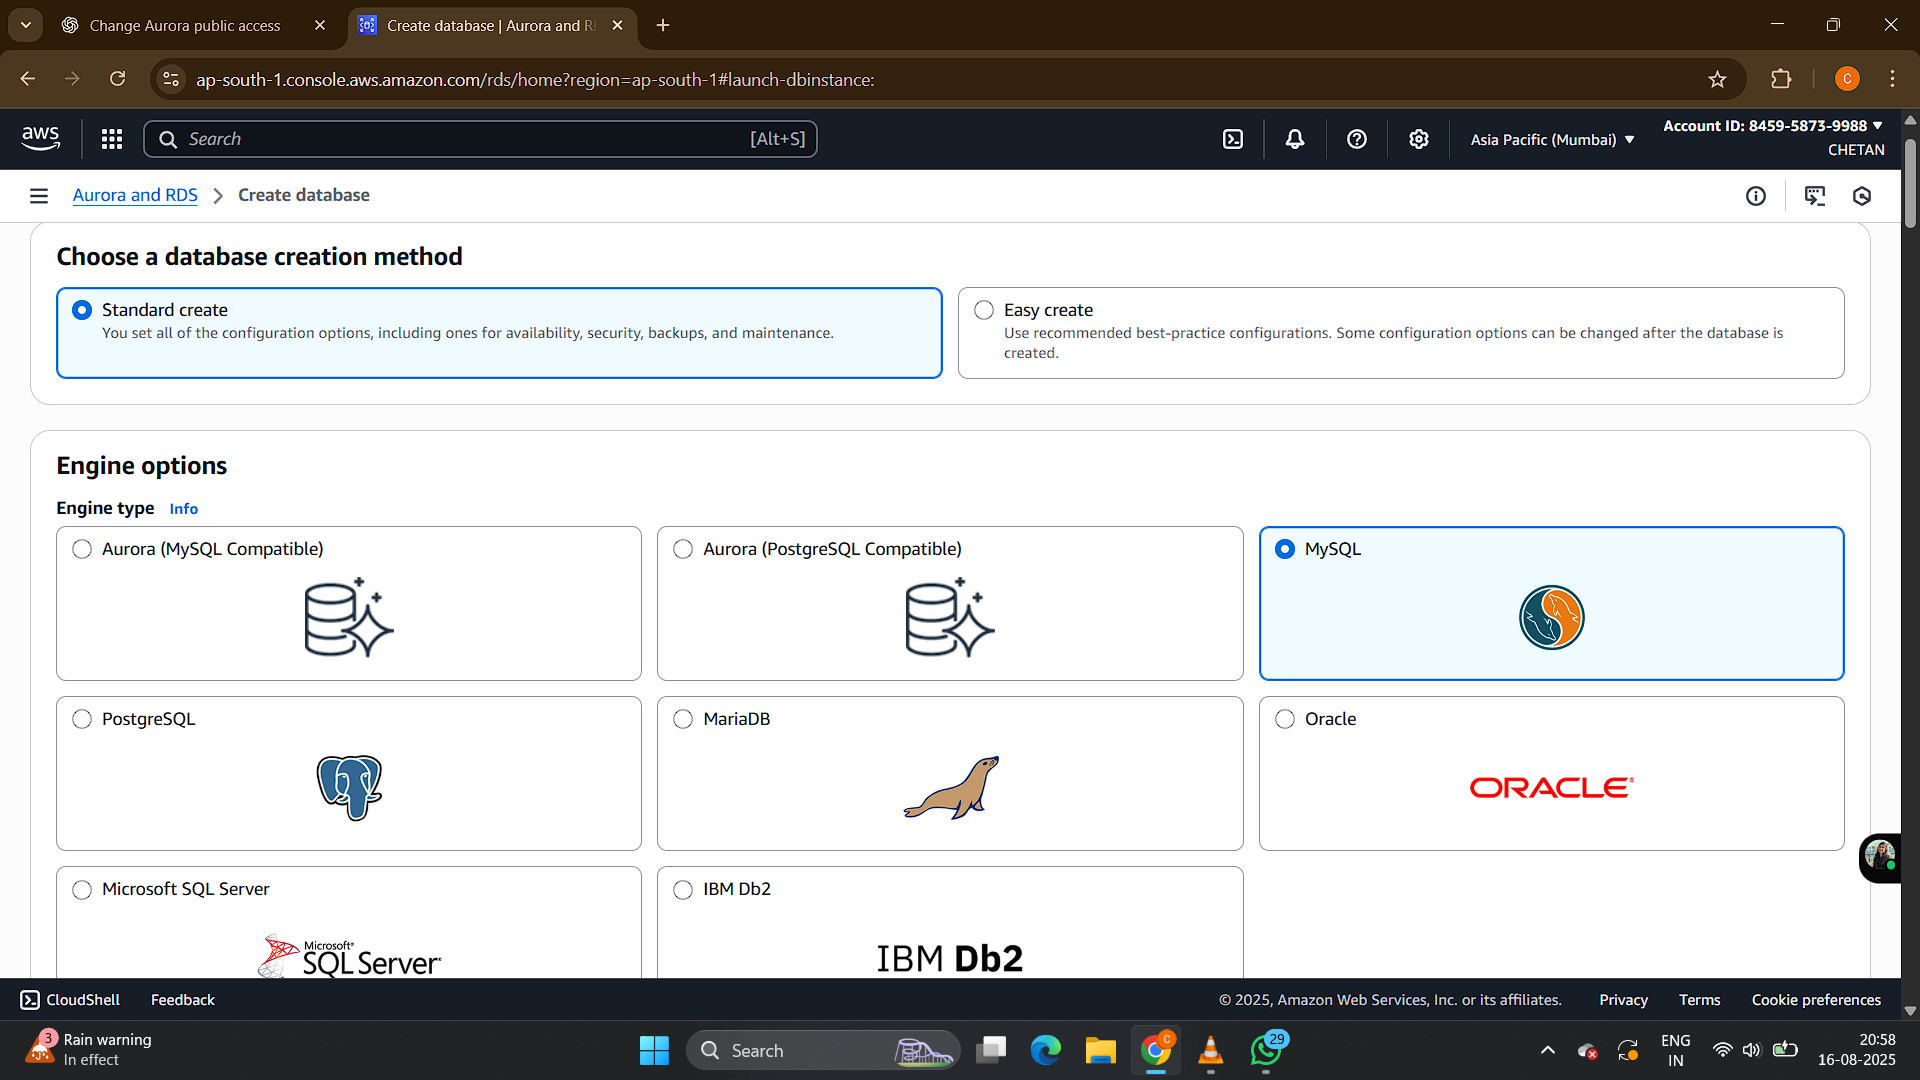 Change Aurora public access
Create database | Aurora and R
ap-south-1.console.aws.amazon.com/rds/home?region=ap-south-1#launch-dbinstance:
C
aws
Search
[Alt+S]
Asia Pacific (Mumbai)
Account ID: 8459-5873-9988
CHETAN
Aurora and RDS
Create database
Choose a database creation method
Standard create
You set all of the configuration options, including ones for availability, security, backups, and maintenance.
Easy create
Use recommended best-practice configurations. Some configuration options can be changed after the database is
created.
Engine options
Engine type Info
Aurora (MySQL Compatible)
Aurora (PostgreSQL Compatible)
MySQL
PostgreSQL
MariaDB
Oracle
ORACLE
Microsoft SQL Server
Microsoft®
SQL Server
IBM Db2
IBM Db2
CloudShell
Feedback
© 2025, Amazon Web Services, Inc. or its affiliates.
Privacy
Terms
Cookie preferences
3
Rain warning
In effect
Search
C
29
ENG
IN
20:58
16-08-2025